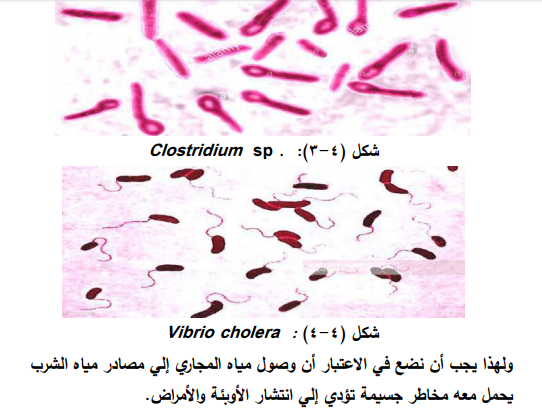 شكل (٤-٣): Clostridium sp .
شكل (٤-٤) : Vibrio cholera
ولهذا يجب أن نضع في الاعتبار أن وصول مياه المجاري إلي مصادر مياه الشرب
يحمل معه مخاطر جسيمة تؤدي إلي انتشار الأوبئة والأمراض.